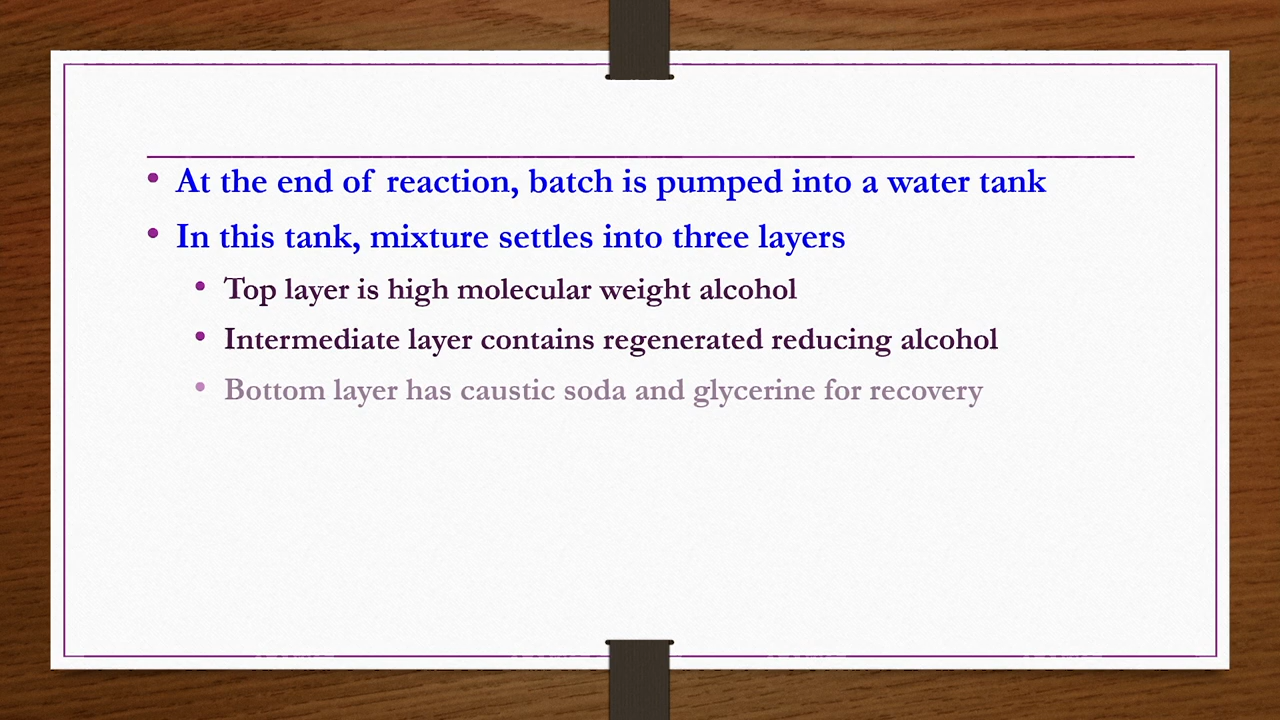 • At the end of reaction, batch is pumped into a water tank
• In this tank, mixture settles into three layers
• Top layer is high molecular weight alcohol
• Intermediate layer contains regenerated reducing alcohol
• Bottom layer has caustic soda and glycerine for recovery